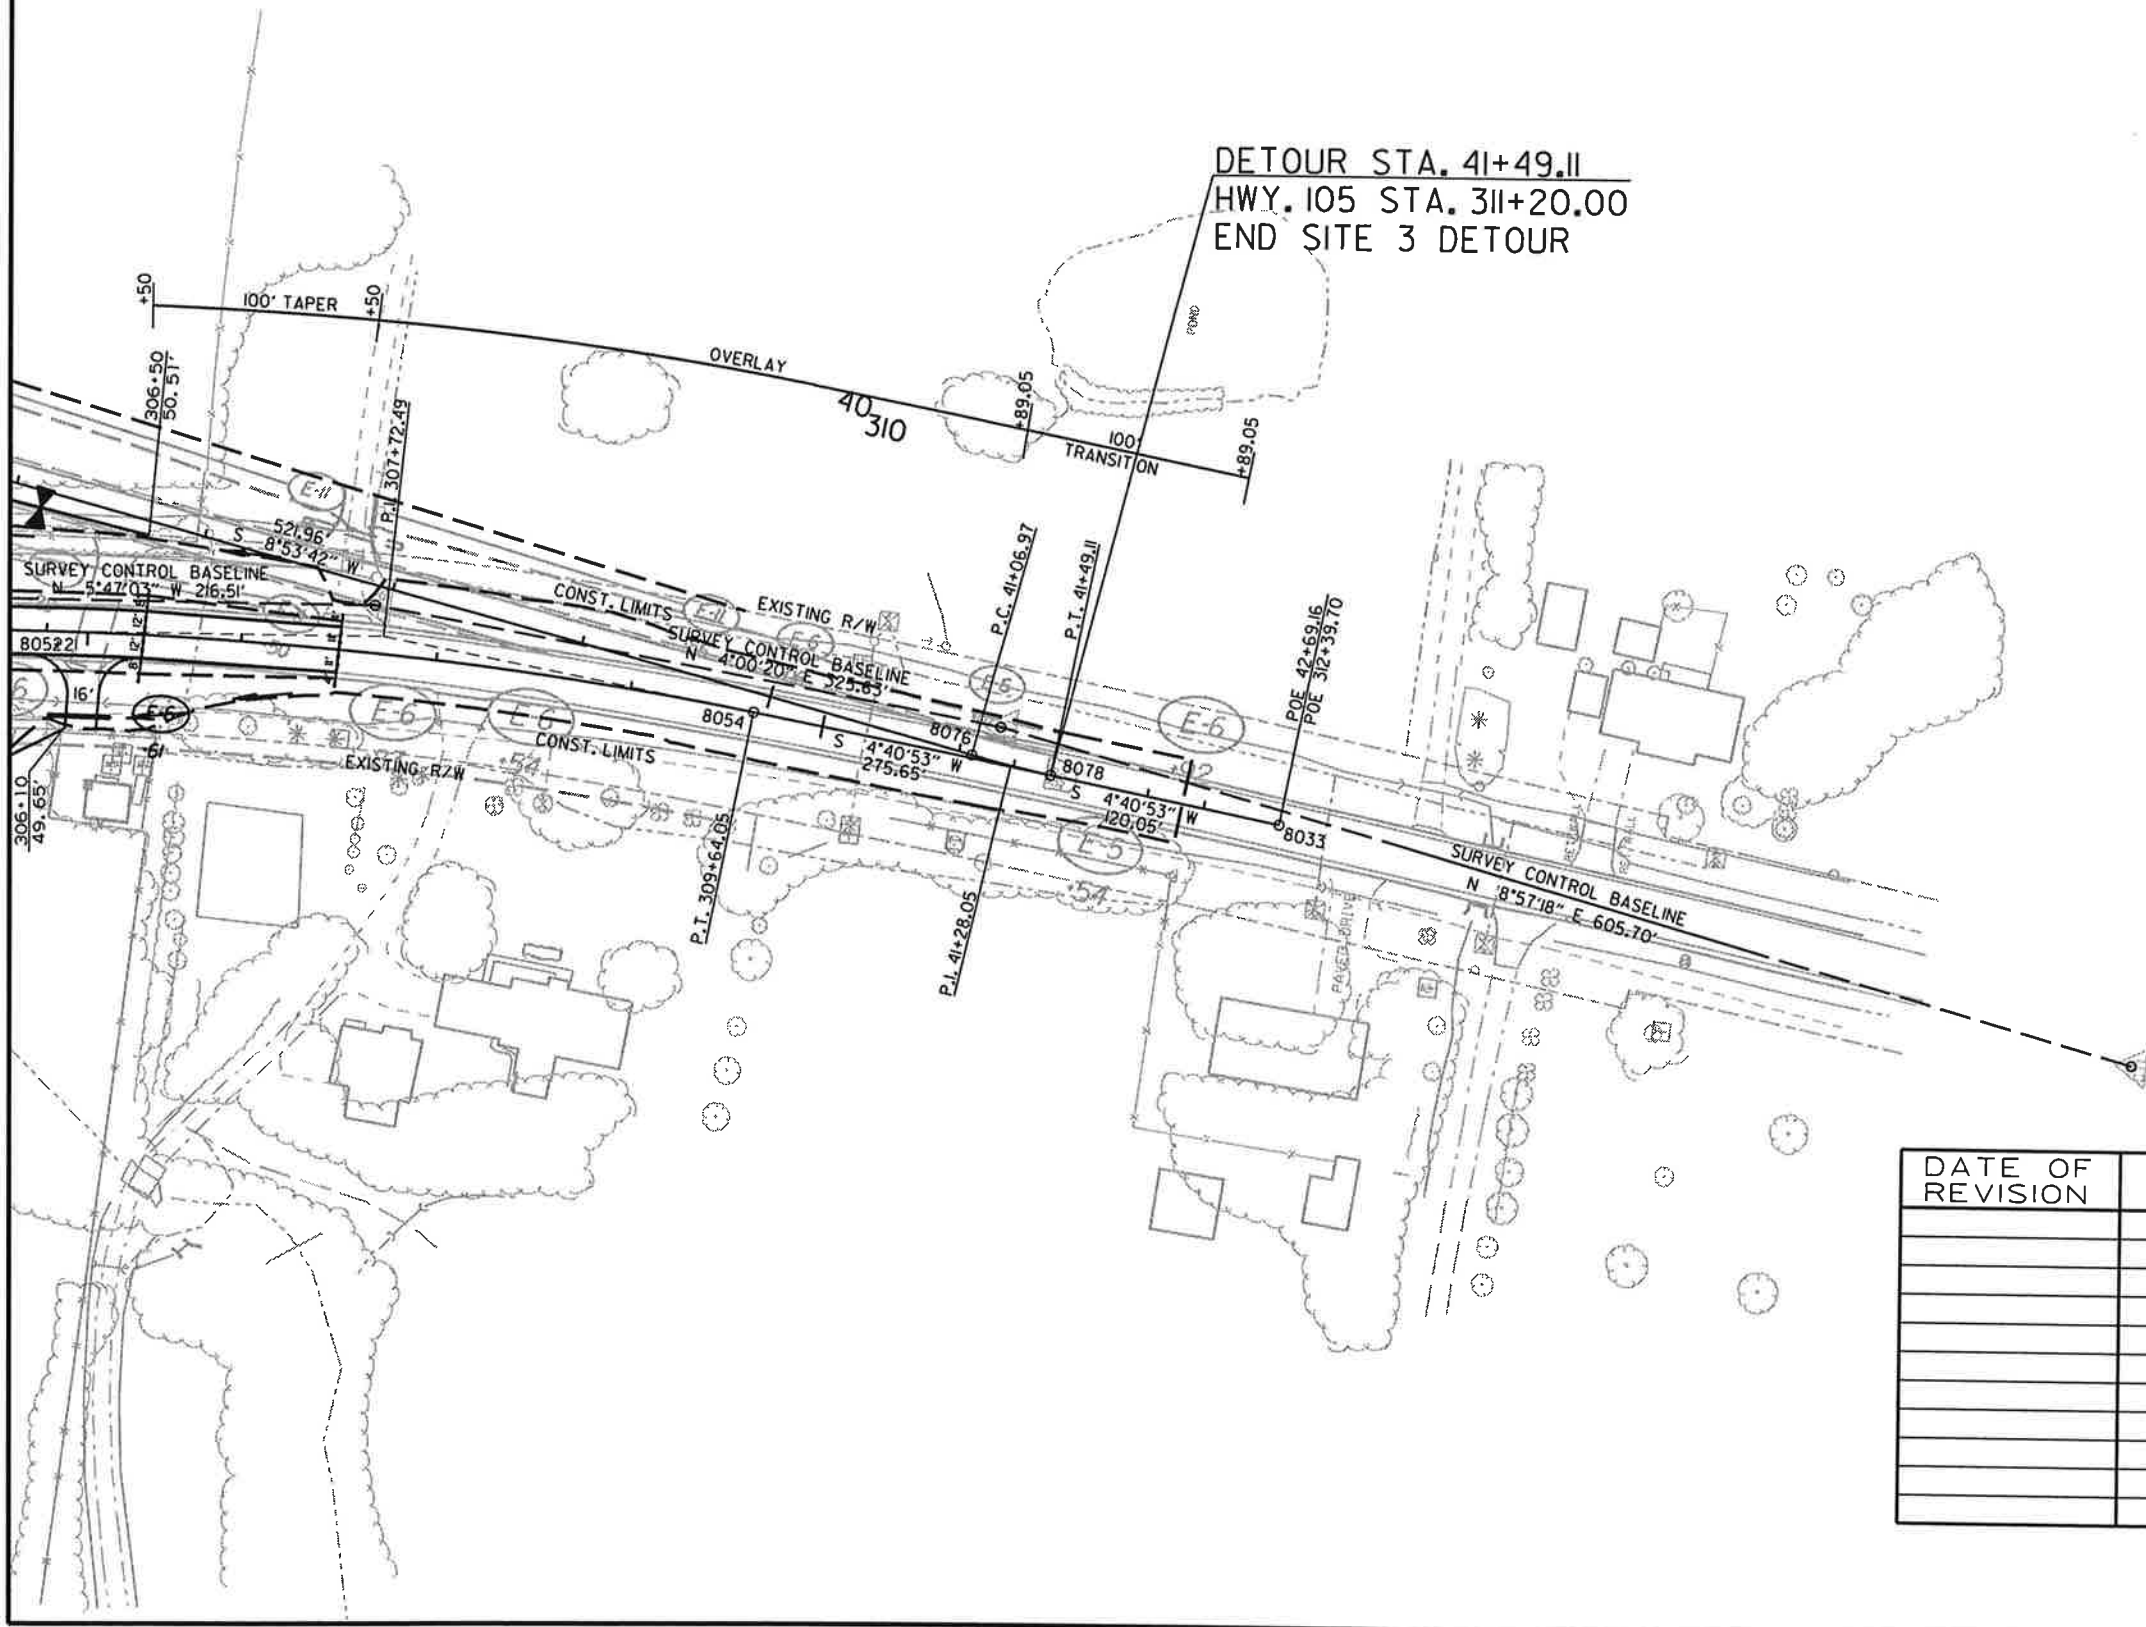 DETOUR STA. 41+49.11
HWY. 105 STA. 311+20.00
END SITE 3 DETOUR
POND
+50
100' TAPER
+50
OVERLAY
40
310
+89.05
100'
TRANSITION
+89.05
306+50
50.51'
P.I. 307+72.49
E-11
521.96'
S 8°53'42" W
SURVEY CONTROL BASELINE
N 5°47'03" W 216.51'
CONST. LIMITS
E-11
EXISTING R/W
E-6
SURVEY CONTROL BASELINE
N 4°00'20" E 325.63'
P.C. 41+06.97
P.T. 41+49.11
POE 42+69.16
POE 312+39.70
E-6
E-6
80522
16'
E-6
+61
E-6
E-6
8054
8076
S 4°40'53" W
275.65'
8078
S 4°40'53" W
120.05'
+92
8033
CONST. LIMITS
EXISTING R/W
+54
306+10
49.65'
P.T. 309+64.05
P.I. 41+28.05
E-5
+54
SURVEY CONTROL BASELINE
N 8°57'18" E 605.70'
PAVED DRIVE
DATE OF
REVISION